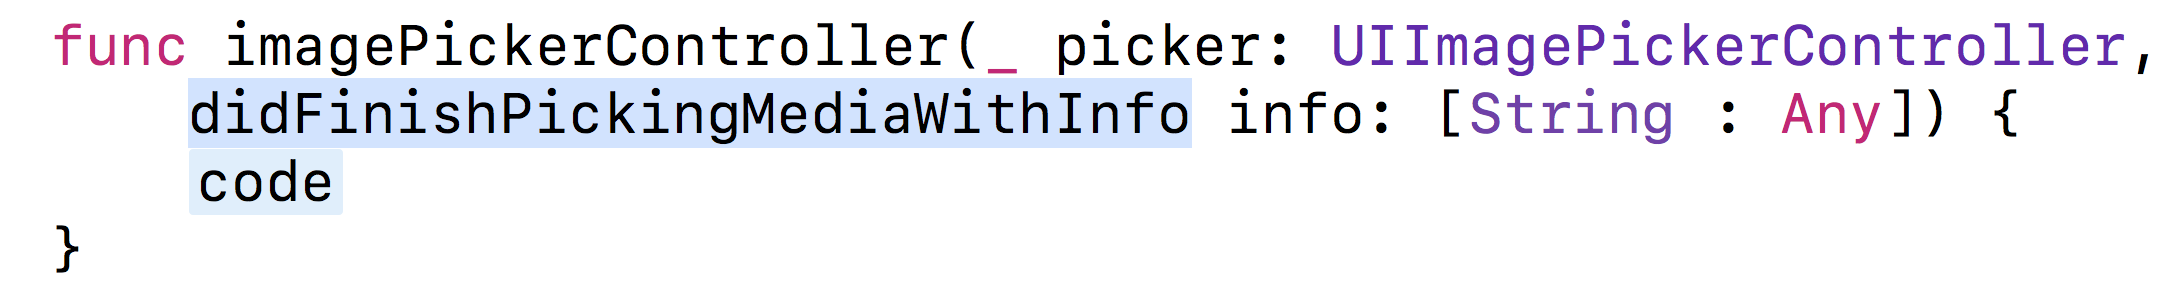 func imagePickerController(_ picker: UIImagePickerController,
didFinishPickingMediaWithInfo info: [String : Any]) {
code
}